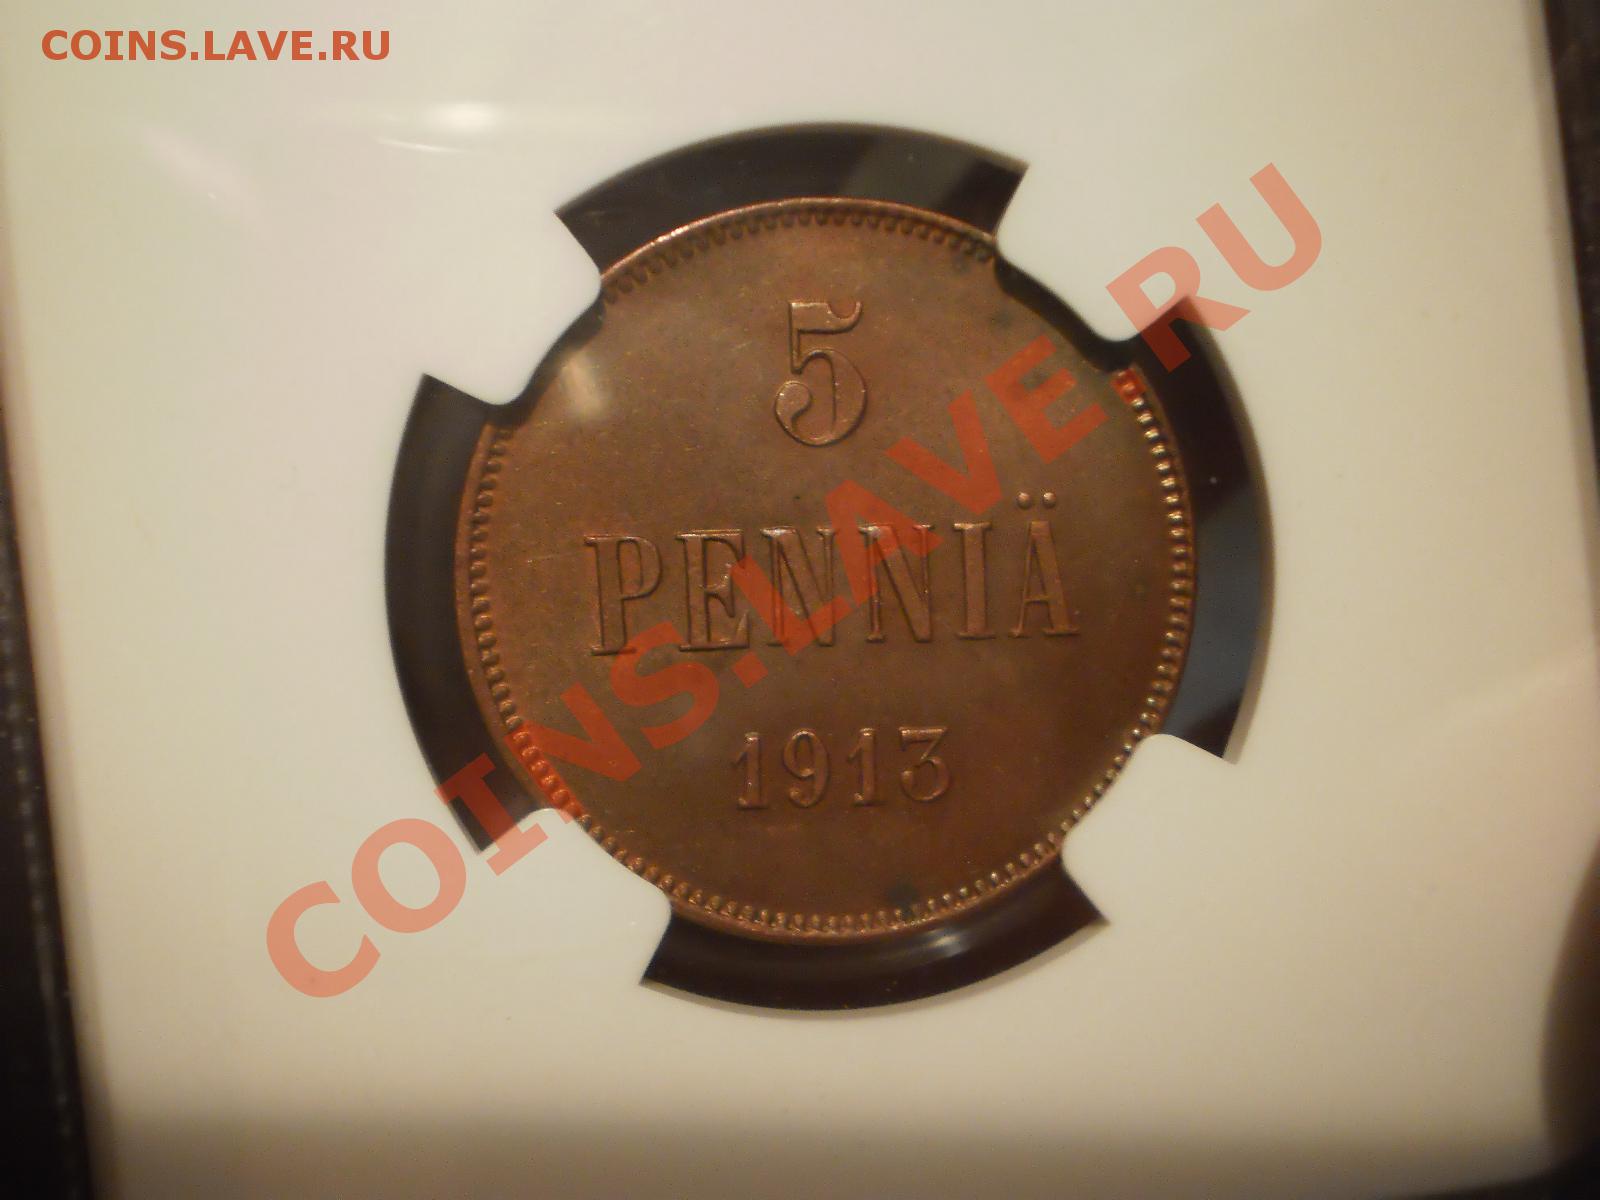 COINS.LAVE.RU
5
PENNIÄ
1913
COINS.LAVE.RU